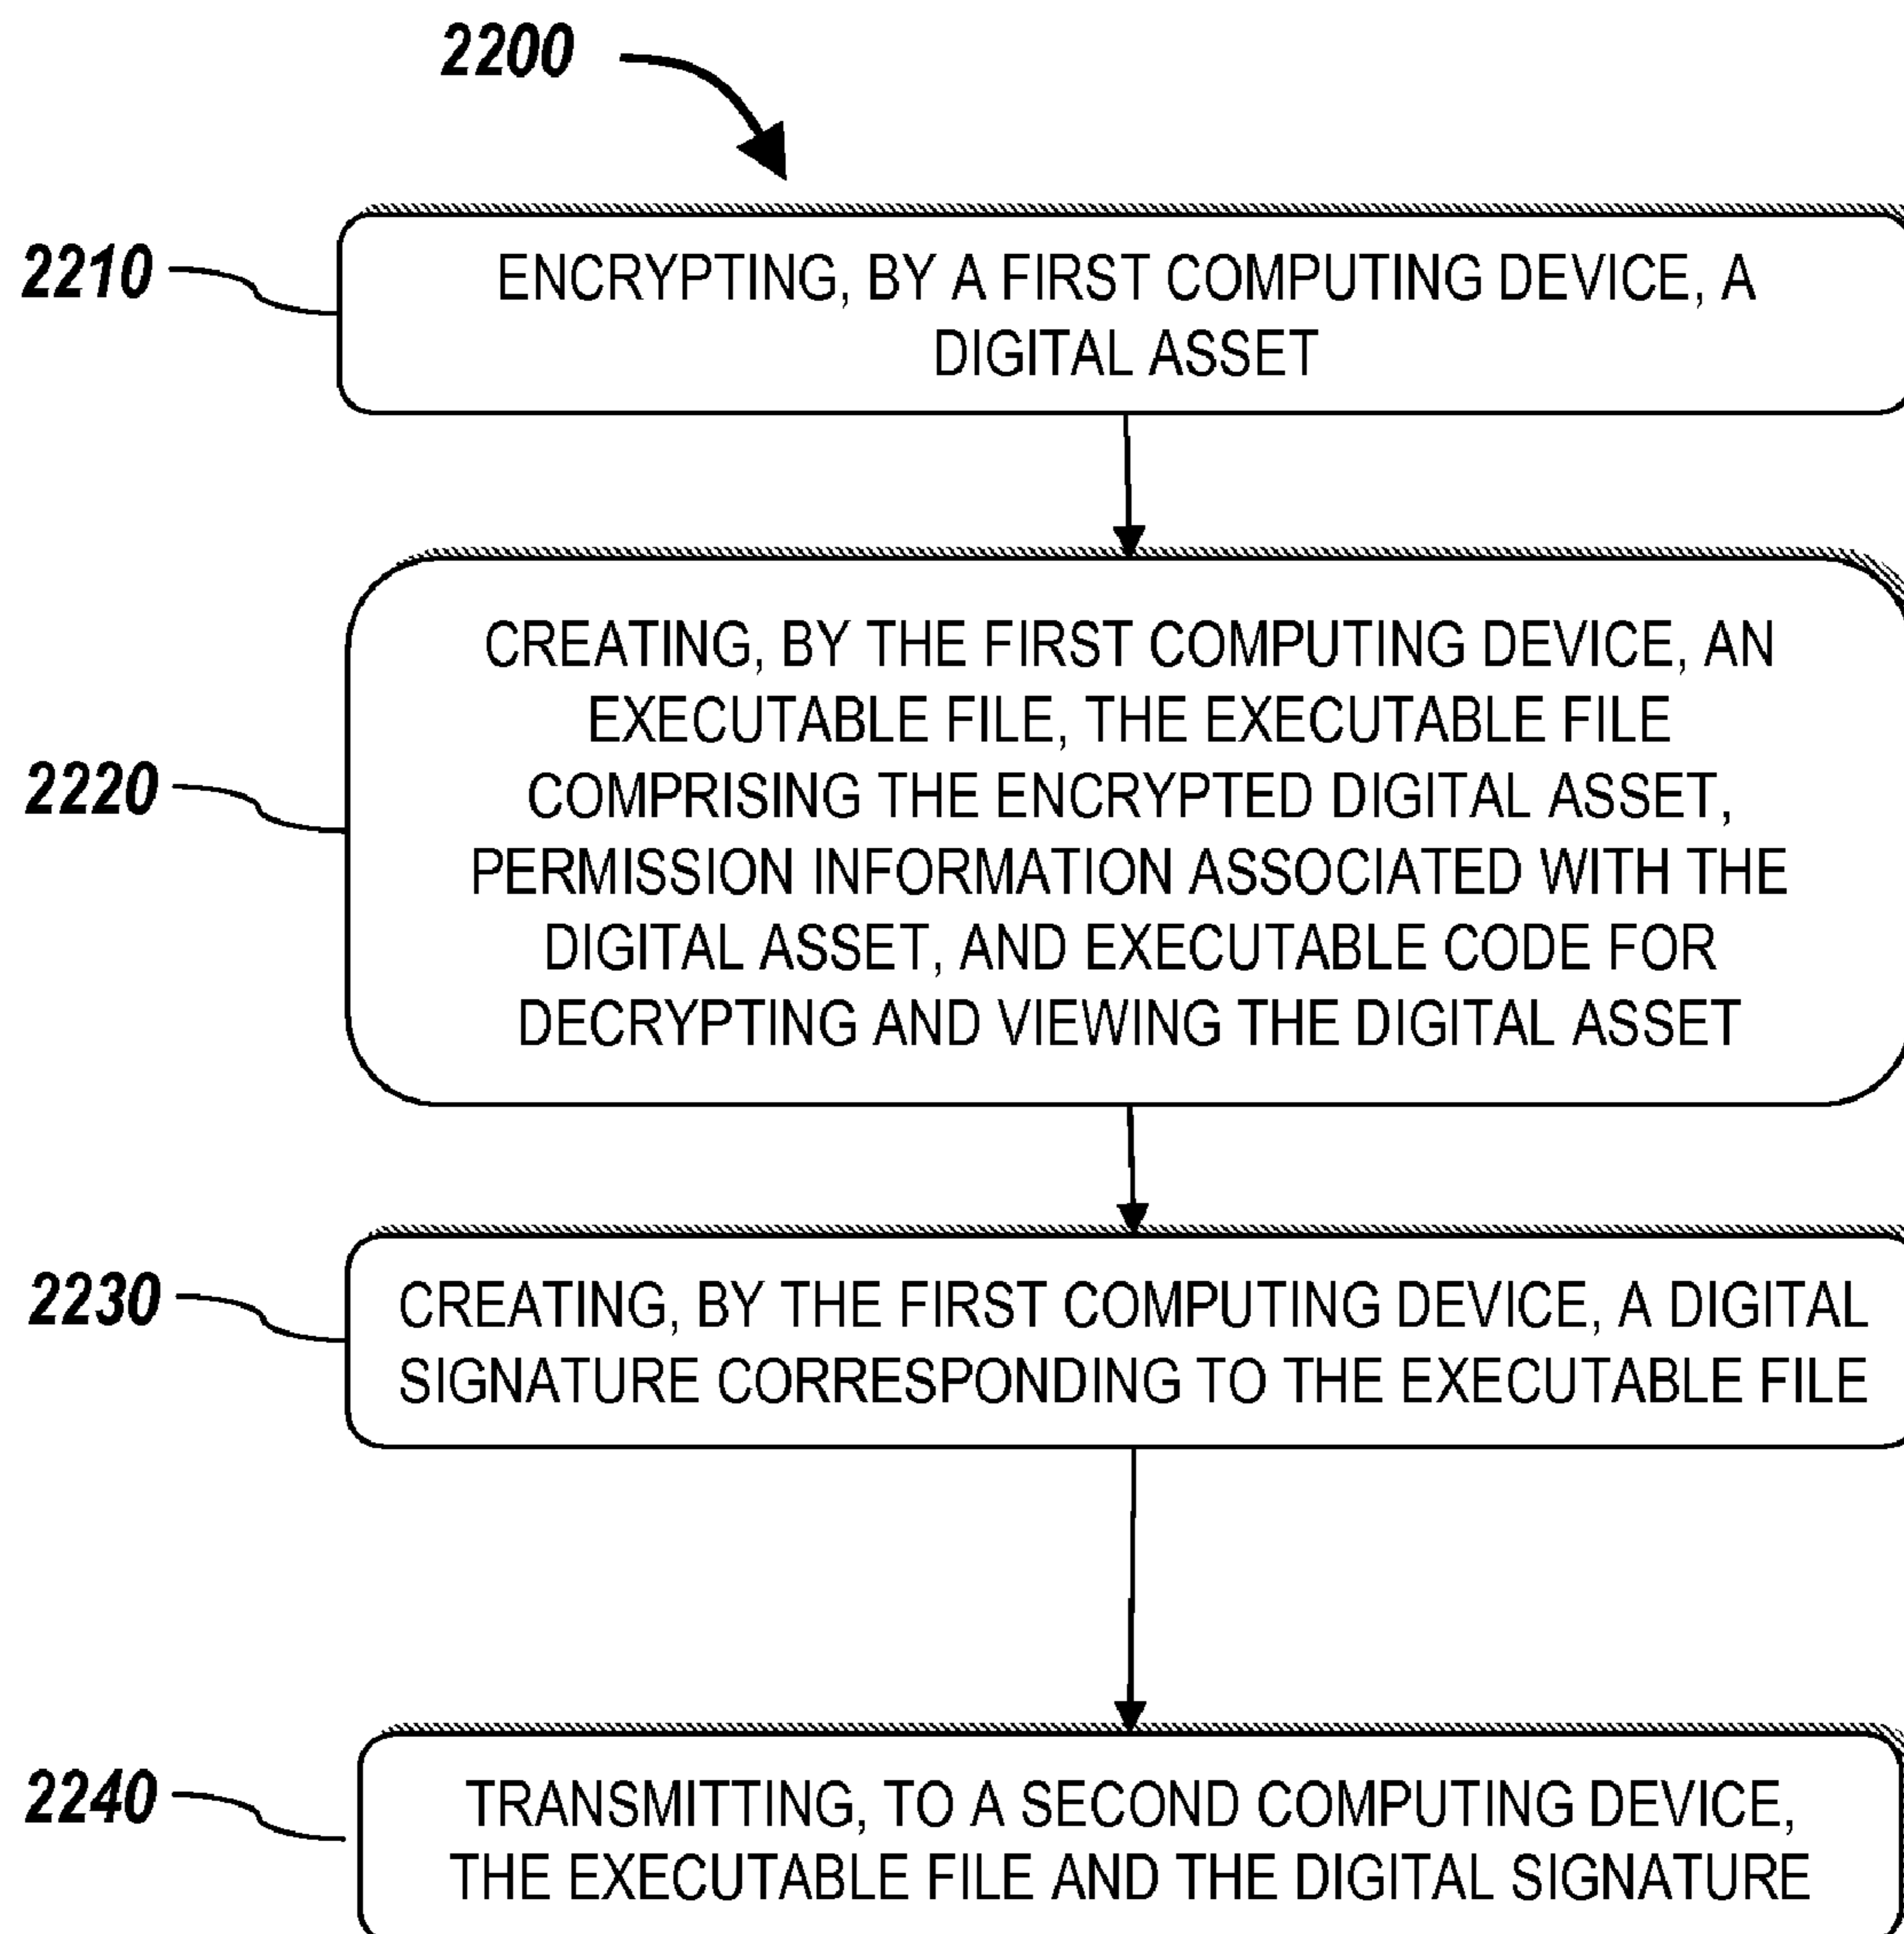 2200
2210
ENCRYPTING, BY A FIRST COMPUTING DEVICE, A
DIGITAL ASSET
2220
CREATING, BY THE FIRST COMPUTING DEVICE, AN
EXECUTABLE FILE, THE EXECUTABLE FILE
COMPRISING THE ENCRYPTED DIGITAL ASSET,
PERMISSION INFORMATION ASSOCIATED WITH THE
DIGITAL ASSET, AND EXECUTABLE CODE FOR
DECRYPTING AND VIEWING THE DIGITAL ASSET
2230
CREATING, BY THE FIRST COMPUTING DEVICE, A DIGITAL
SIGNATURE CORRESPONDING TO THE EXECUTABLE FILE
2240
TRANSMITTING, TO A SECOND COMPUTING DEVICE,
THE EXECUTABLE FILE AND THE DIGITAL SIGNATURE